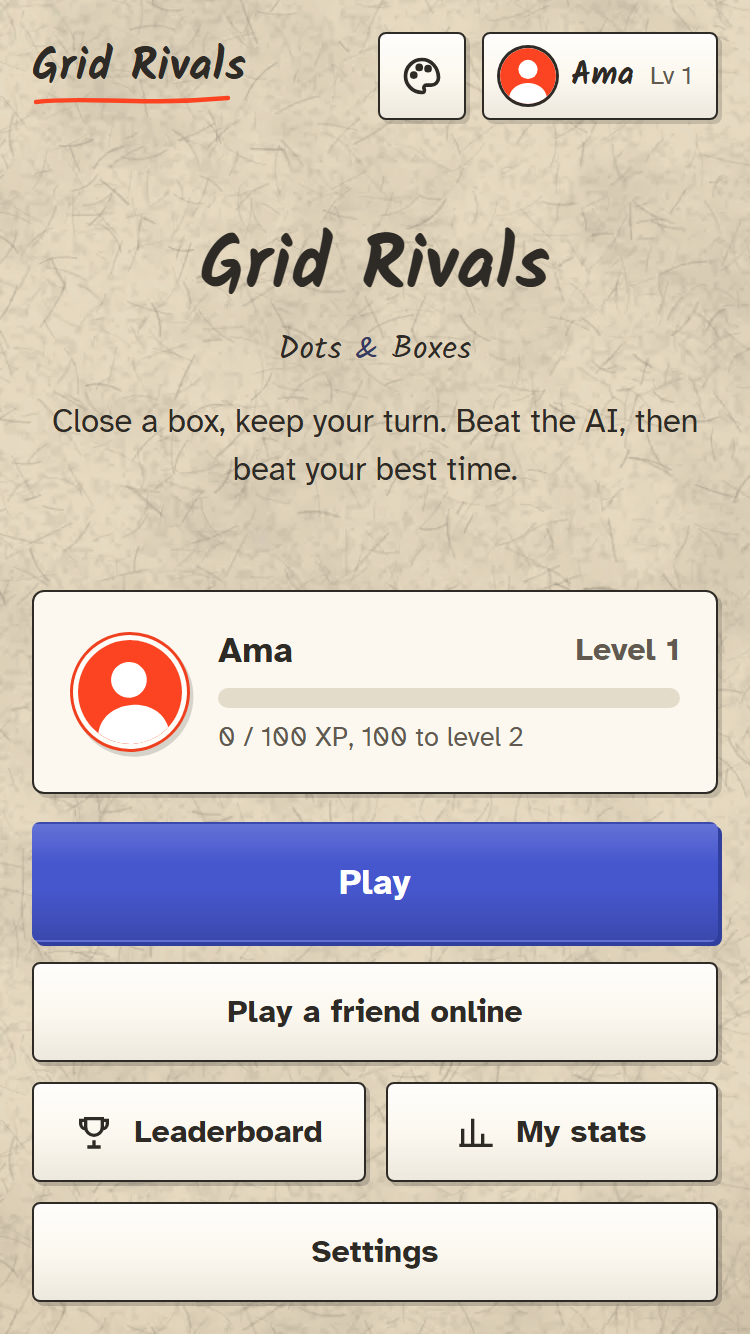 Grid Rivals
Ama Lv 1
Grid Rivals
Dots & Boxes
Close a box, keep your turn. Beat the AI, then
beat your best time.
Ama Level 1
0 / 100 XP, 100 to level 2
Play
Play a friend online
Leaderboard
My stats
Settings